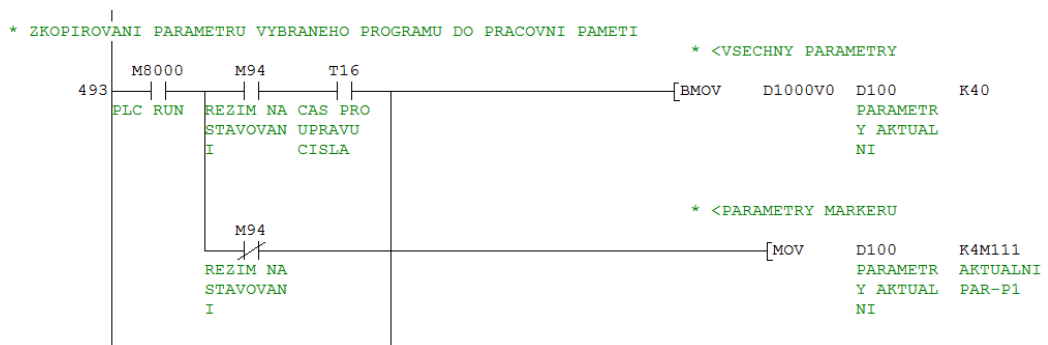 * ZKOPIROVANI PARAMETRU VYBRANEHO PROGRAMU DO PRACOVNI PAMETI
* <VSECHNY PARAMETRY
M8000 M94 T16
493 BMOV D1000V0 D100 K40
PLC RUN REZIM NA CAS PRO PARAMETR
STAVOVAN UPRAVU Y AKTUAL
I CISLA NI
* <PARAMETRY MARKERU
M94
MOV D100 K4M111
REZIM NA PARAMETR AKTUALNI
STAVOVAN Y AKTUAL PAR-P1
I NI